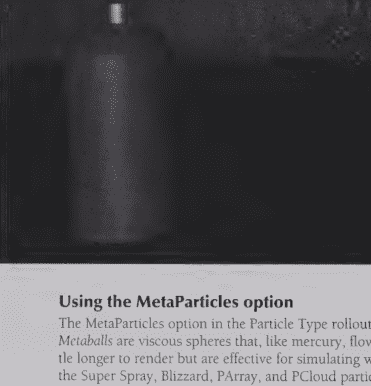 Using the MetaParticles option
The MetaParticles option in the Particle Type rollout
Metaballs are viscous spheres that, like mercury, flow
tle longer to render but are effective for simulating
the Super Spray, Blizzard, PArray, and PCloud